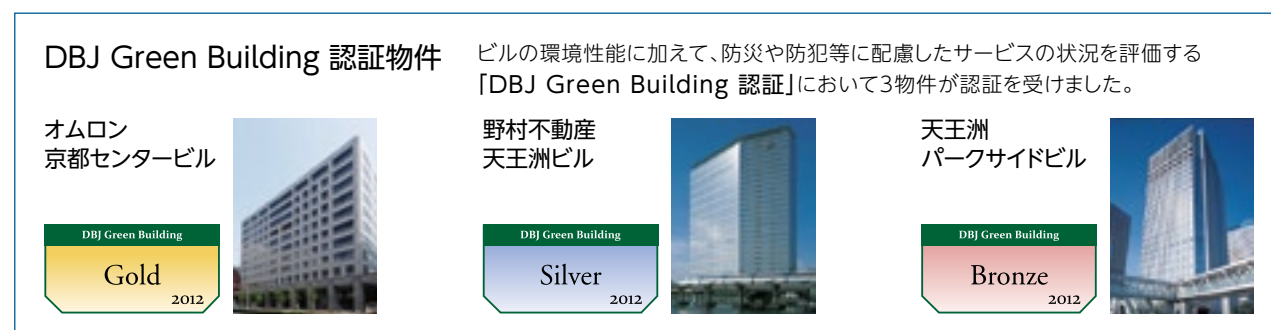 DBJ Green Building 認証物件
ビルの環境性能に加えて、防災や防犯等に配慮したサービスの状況を評価する
「DBJ Green Building 認証」において3物件が認証を受けました。
オムロン
京都センタービル
DBJ Green Building
Gold
2012
野村不動産
天王洲ビル
DBJ Green Building
Silver
2012
天王洲
パークサイドビル
DBJ Green Building
Bronze
2012